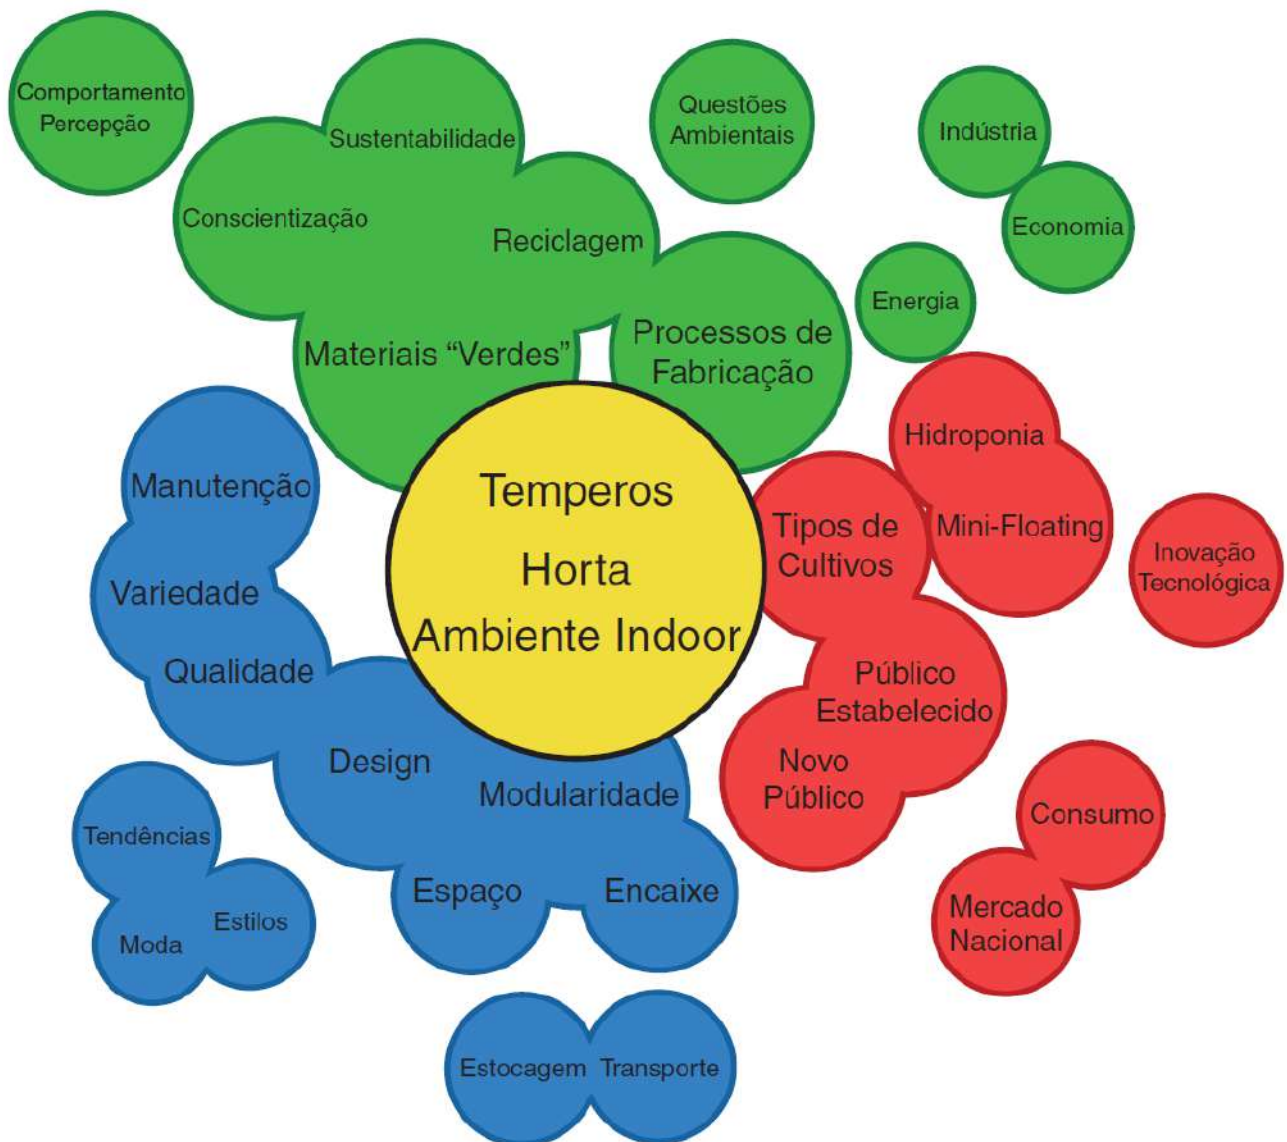 Comportamento
Percepção
Sustentabilidade
Questões
Ambientais
Indústria
Conscientização
Reciclagem
Economia
Energia
Materiais “Verdes”
Processos de
Fabricação
Hidroponia
Manutenção
Temperos
Horta
Ambiente Indoor
Tipos de
Cultivos
Mini-Floating
Inovação
Tecnológica
Variedade
Qualidade
Público
Estabelecido
Design
Modularidade
Novo
Público
Consumo
Tendências
Espaço
Encaixe
Estilos
Moda
Mercado
Nacional
Estocagem
Transporte